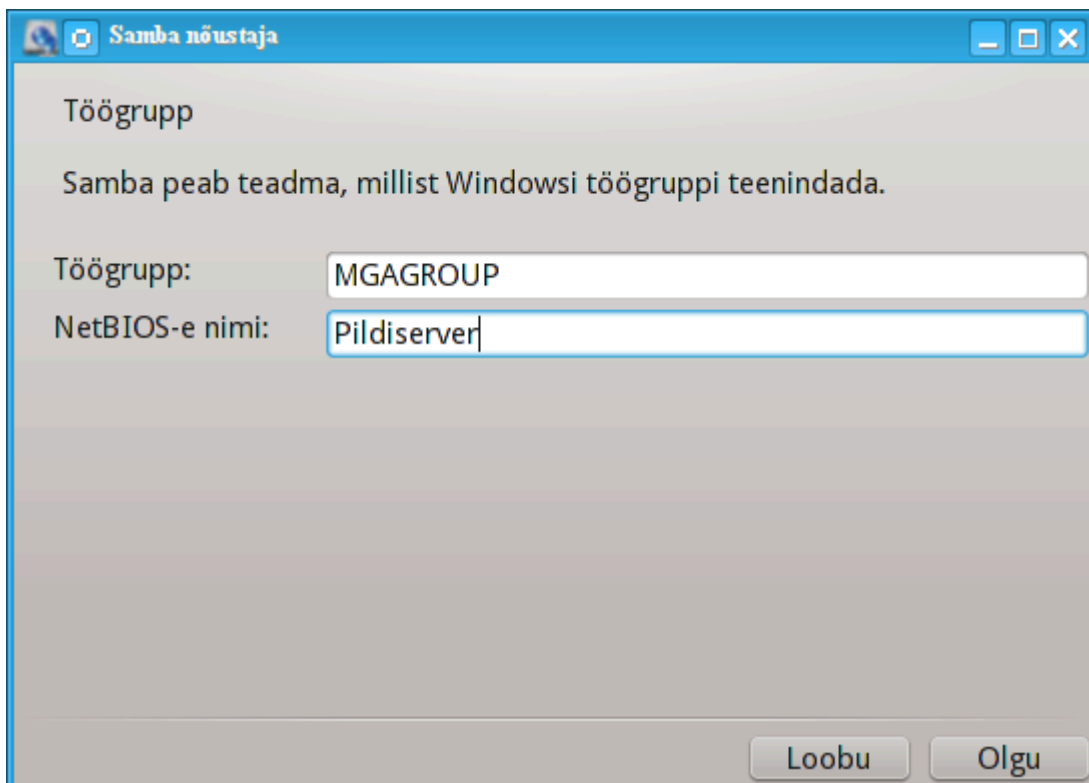 Samba nõustaja
Töögrupp
Samba peab teadma, millist Windowsi töögruppi teenindada.
Töögrupp: MGAGROUP
NetBIOS-e nimi: Pildiserver
Loobu Olgu